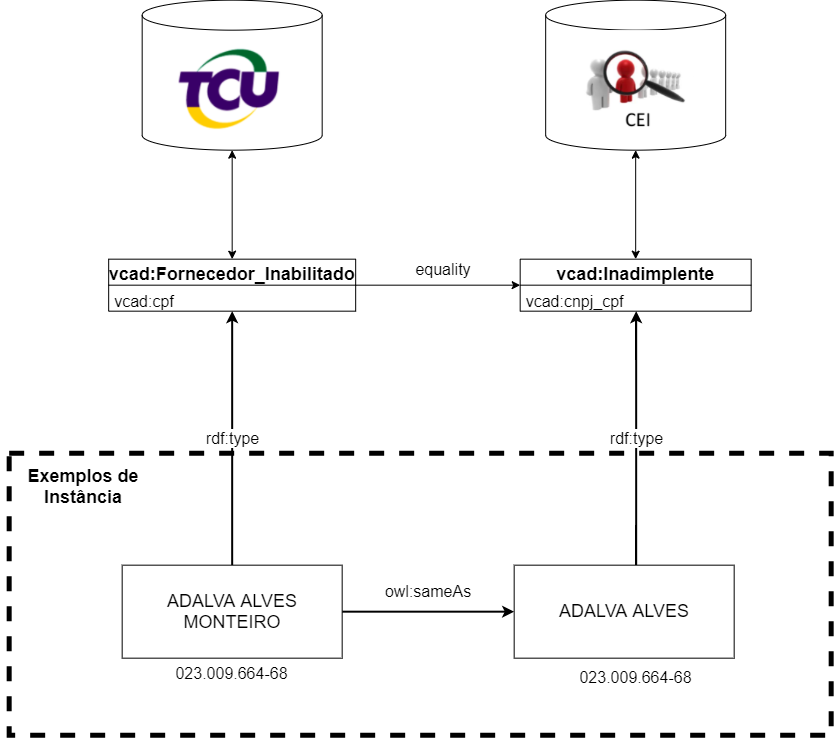 TCU
CEI
vcad:Fornecedor_Inabilitado
vcad:cpf
equality
vcad:Inadimplente
vcad:cnpj_cpf
rdf:type
rdf:type
Exemplos de
Instância
ADALVA ALVES
MONTEIRO
owl:sameAs
ADALVA ALVES
023.009.664-68
023.009.664-68